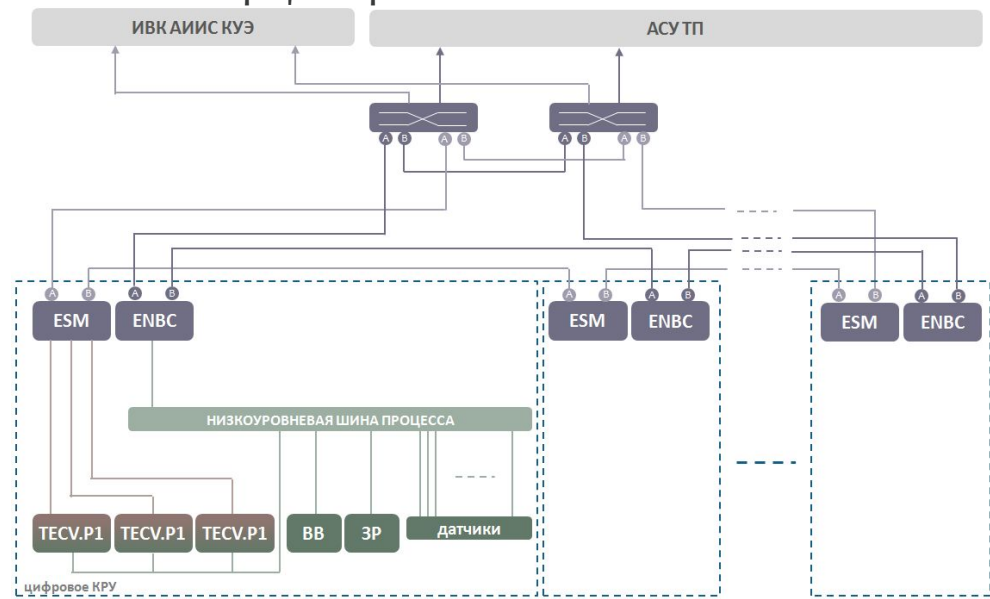 ИВК АИИС КУЭ
АСУ ТП
A B A B
A B A B
A B A B
A B A B
A B A B
ESM ENBC
ESM ENBC
ESM ENBC
НИЗКОУРОВНЕВАЯ ШИНА ПРОЦЕССА
TECV.P1 TECV.P1 TECV.P1 ВВ ЗР датчики
цифровое КРУ